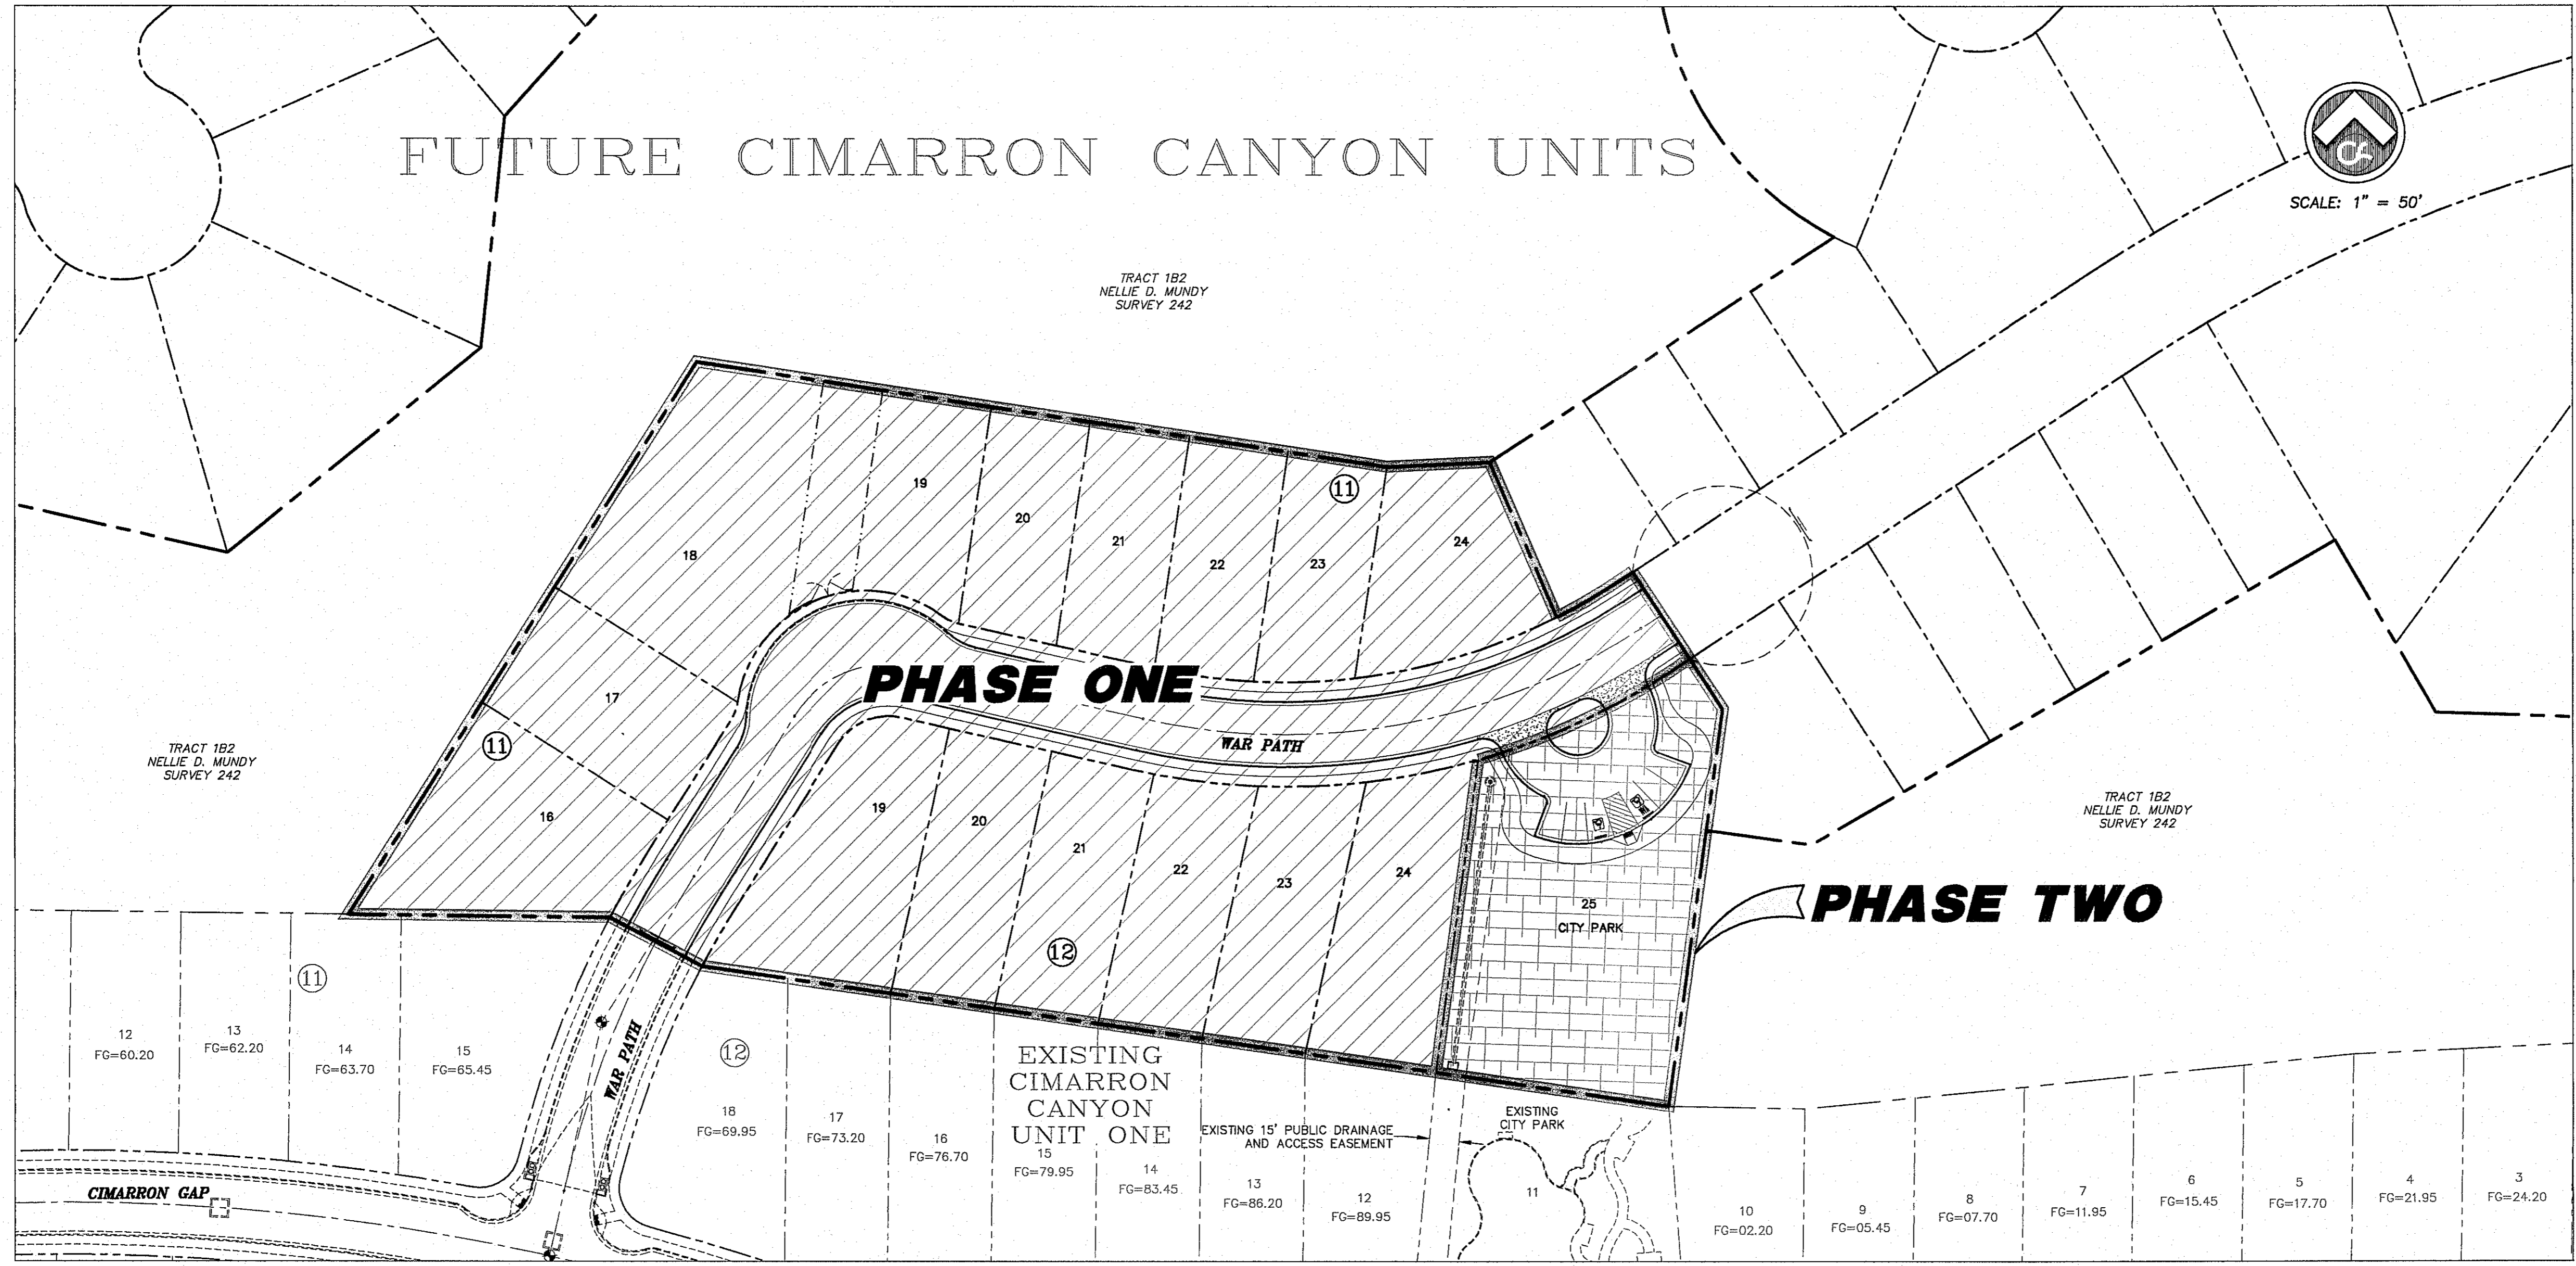 FUTURE CIMARRON CANYON UNITS
SCALE: 1" = 50'
TRACT 1B2
NELLIE D. MUNDY
SURVEY 242
19
11
20
21
24
18
22
23
PHASE ONE
17
11
WAR PATH
TRACT 1B2
NELLIE D. MUNDY
SURVEY 242
16
19
20
21
22
23
24
12
25
CITY PARK
PHASE TWO
TRACT 1B2
NELLIE D. MUNDY
SURVEY 242
11
12
FG=60.20
13
FG=62.20
14
FG=63.70
15
FG=65.45
WAR PATH
12
EXISTING
CIMARRON
CANYON
UNIT ONE
18
FG=69.95
17
FG=73.20
16
FG=76.70
15
FG=79.95
14
FG=83.45
13
FG=86.20
12
FG=89.95
EXISTING 15' PUBLIC DRAINAGE
AND ACCESS EASEMENT
EXISTING
CITY PARK
11
10
FG=02.20
9
FG=05.45
8
FG=07.70
7
FG=11.95
6
FG=15.45
5
FG=17.70
4
FG=21.95
3
FG=24.20
CIMARRON GAP